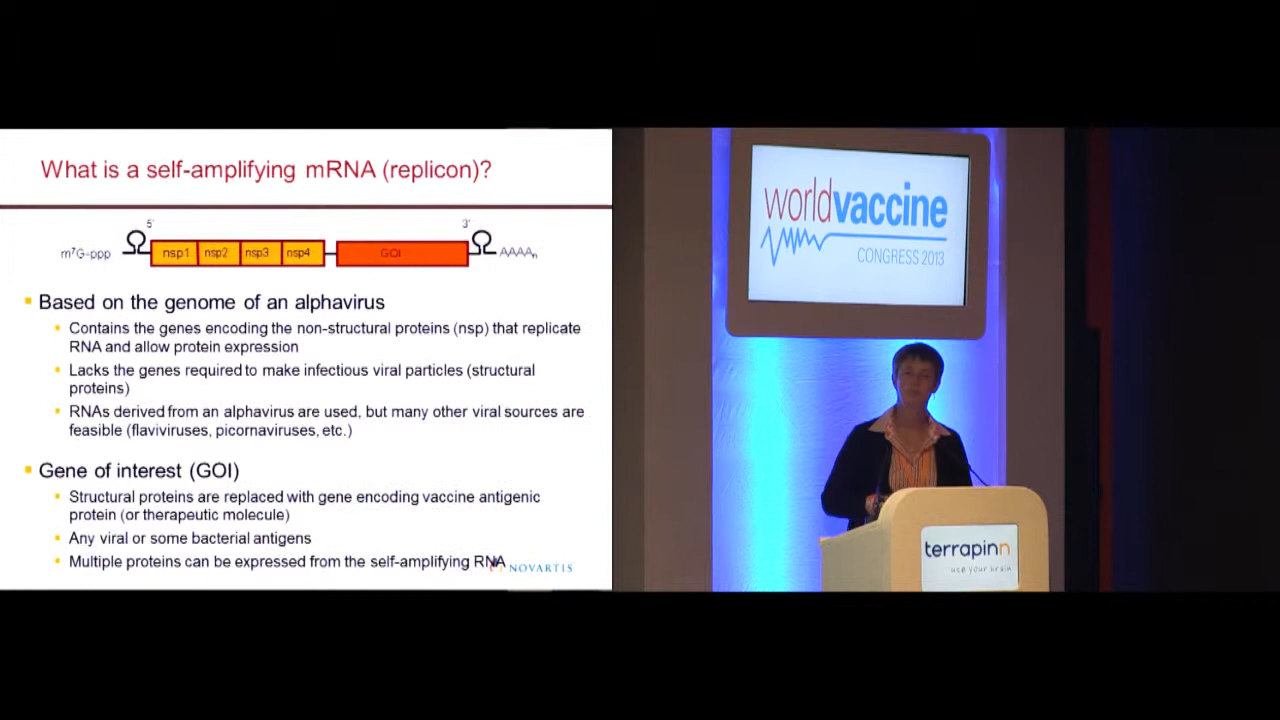 What is a self-amplifying mRNA (replicon)?
5'
3'
m7G-ppp
nsp1 nsp2 nsp3 nsp4
GOI
AAAAn
Based on the genome of an alphavirus
Contains the genes encoding the non-structural proteins (nsp) that replicate
RNA and allow protein expression
Lacks the genes required to make infectious viral particles (structural
proteins)
RNAs derived from an alphavirus are used, but many other viral sources are
feasible (flaviviruses, picornaviruses, etc.)
Gene of interest (GOI)
Structural proteins are replaced with gene encoding vaccine antigenic
protein (or therapeutic molecule)
Any viral or some bacterial antigens
Multiple proteins can be expressed from the self-amplifying RNA
NOVARTIS
worldvaccine
CONGRESS 2013
terrapinn
use your brain